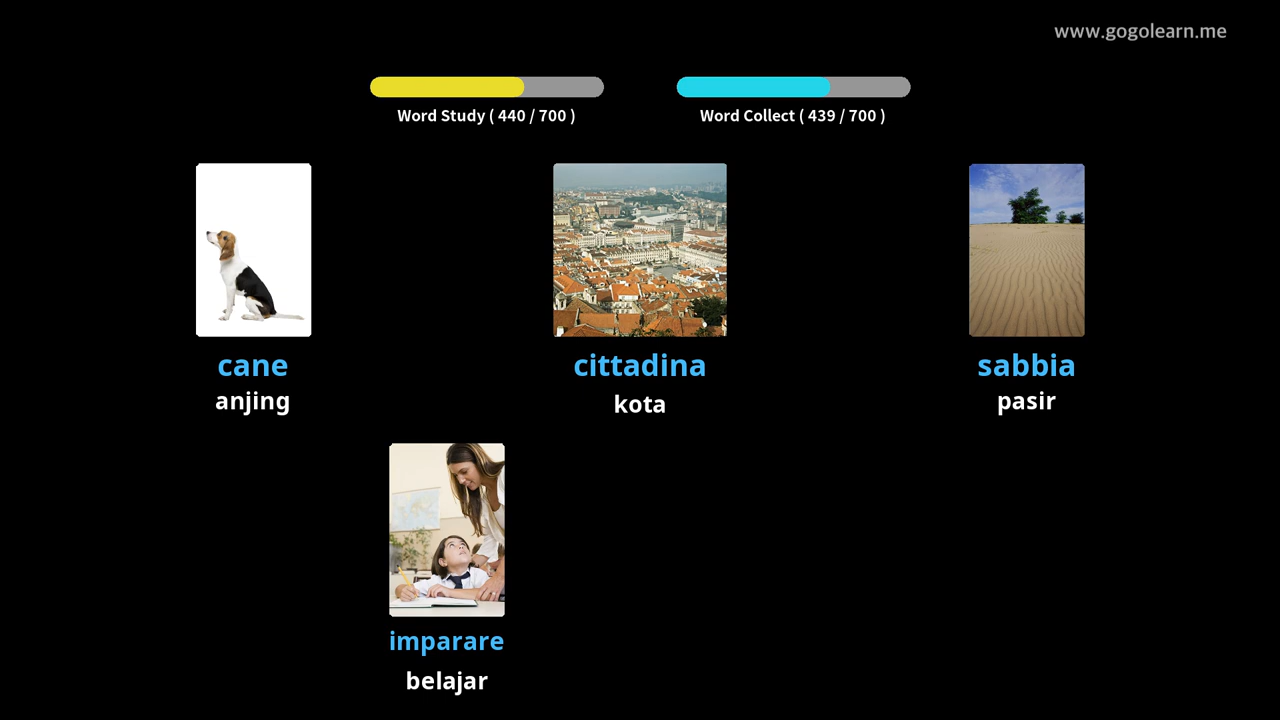 www.gogolearn.me
Word Study ( 440 / 700 )
Word Collect ( 439 / 700 )
cane
anjing
cittadina
kota
sabbia
pasir
imparare
belajar